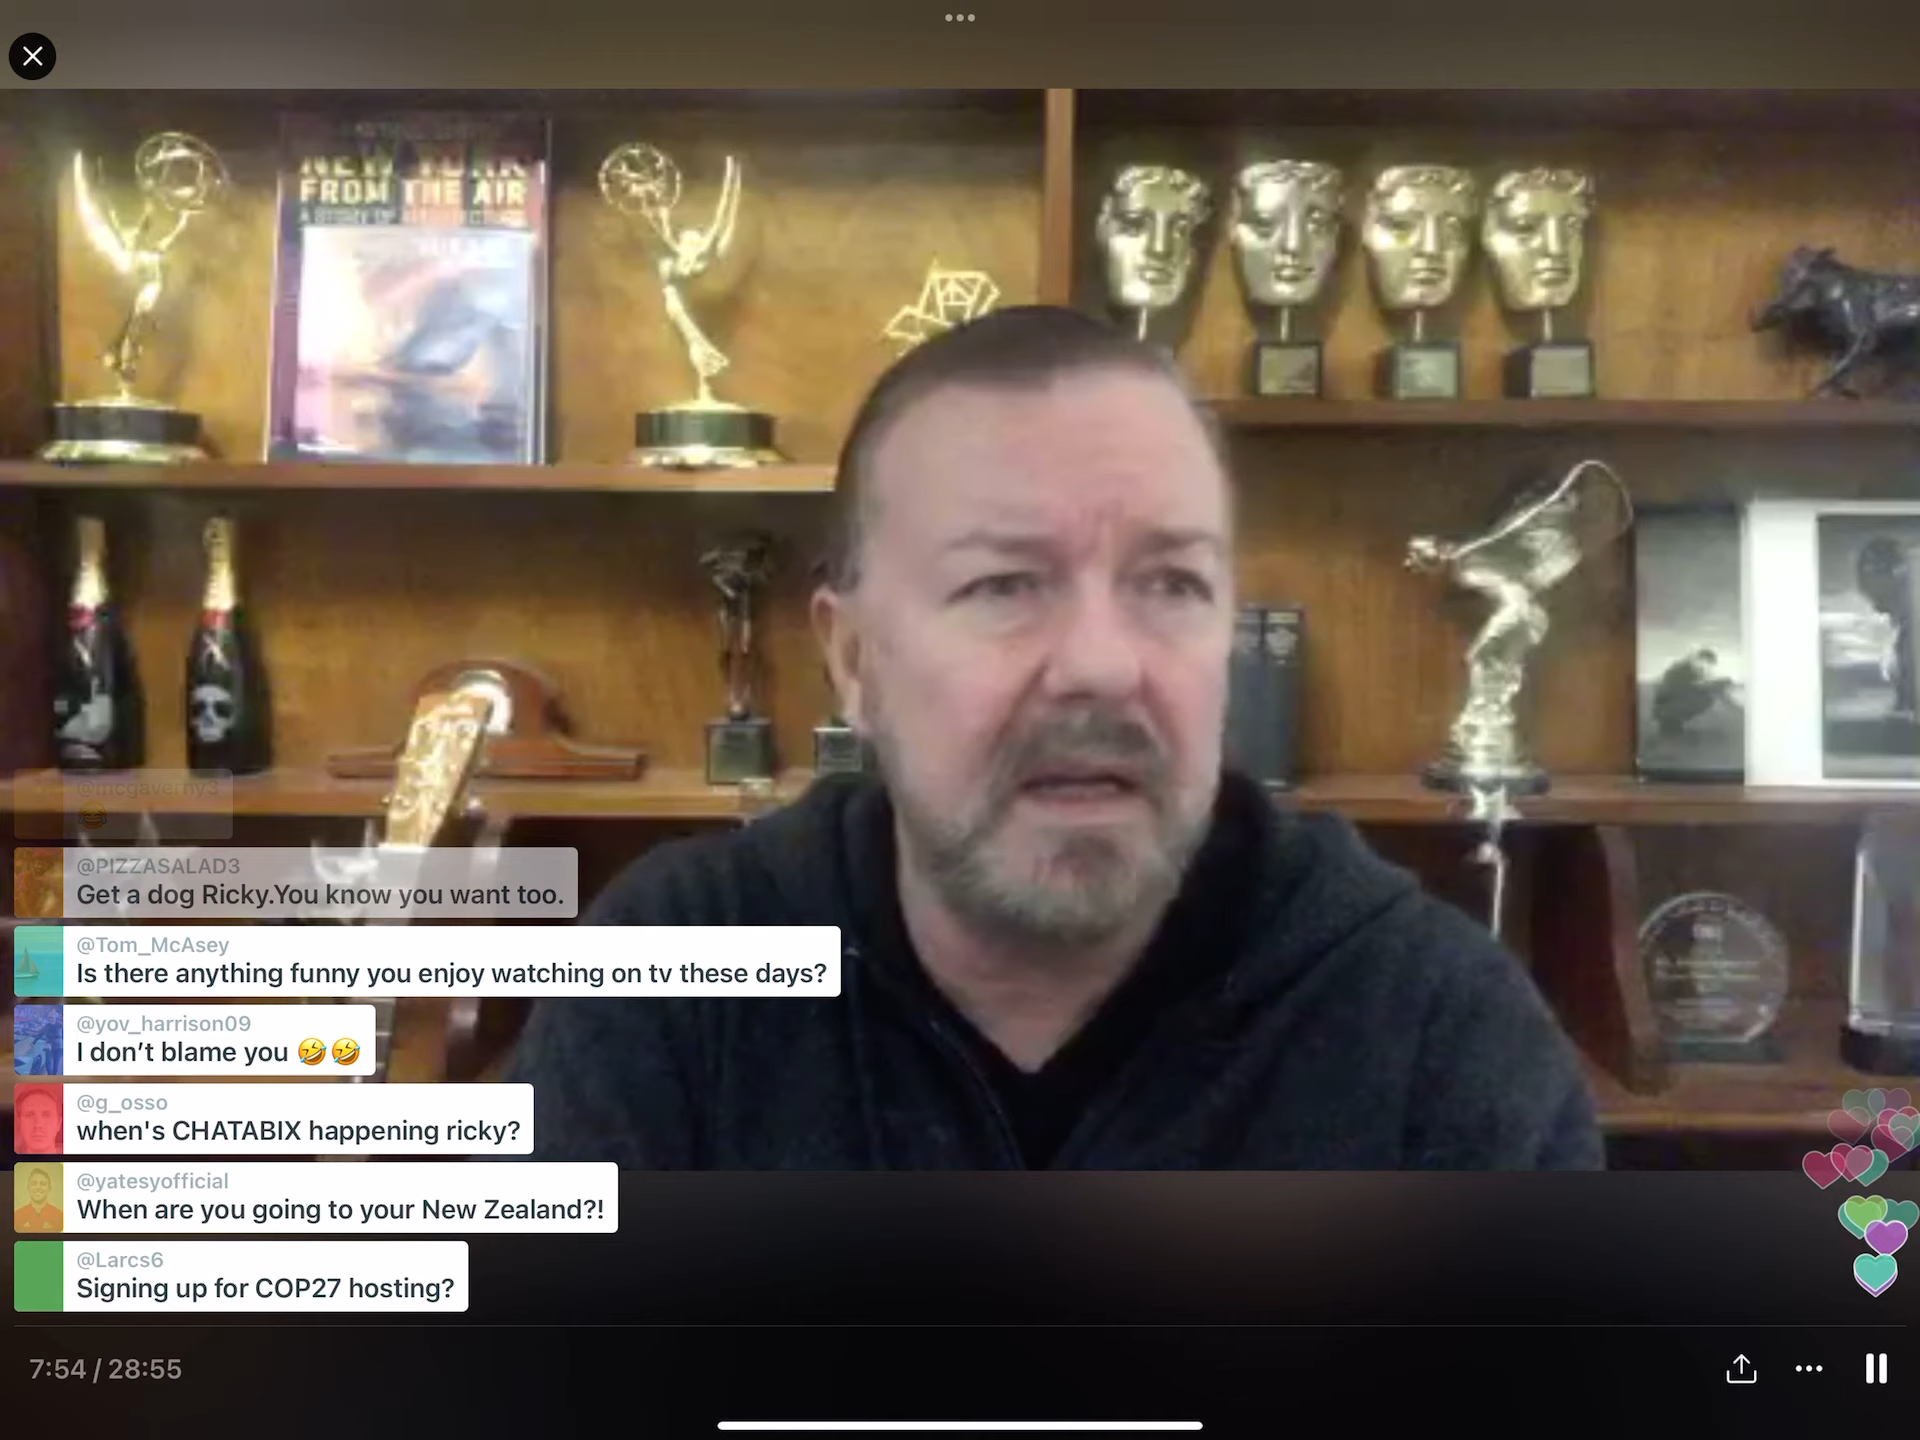 NEW YORK
FROM THE AIR
@mcgaverny3
😂
@PIZZASALAD3
Get a dog Ricky.You know you want too.
@Tom_McAsey
Is there anything funny you enjoy watching on tv these days?
@yov_harrison09
I don’t blame you 🤣🤣
@g_osso
when's CHATABIX happening ricky?
@yatesyofficial
When are you going to your New Zealand?!
@Larcs6
Signing up for COP27 hosting?
7:54 / 28:55